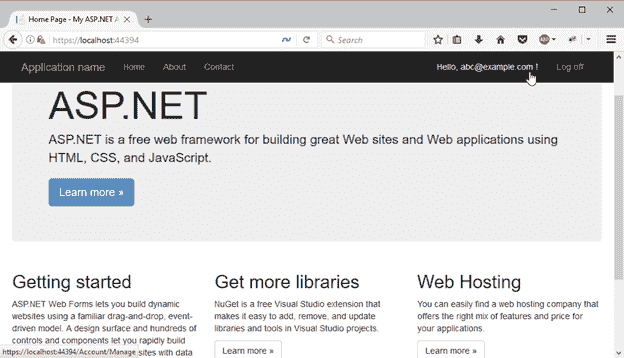 Home Page - My ASP.NET A
https://localhost:44394
Search
Application name Home About Contact Hello, abc@example.com ! Log off
ASP.NET
ASP.NET is a free web framework for building great Web sites and Web applications using
HTML, CSS, and JavaScript.
Learn more »
Getting started
ASP.NET Web Forms lets you build dynamic
websites using a familiar drag-and-drop, event-
driven model. A design surface and hundreds of
controls and components let you rapidly build
sites with data
Get more libraries
NuGet is a free Visual Studio extension that
makes it easy to add, remove, and update
libraries and tools in Visual Studio projects.
Learn more »
Web Hosting
You can easily find a web hosting company that
offers the right mix of features and price for
your applications.
Learn more »
https://localhost:44394/Account/Manage